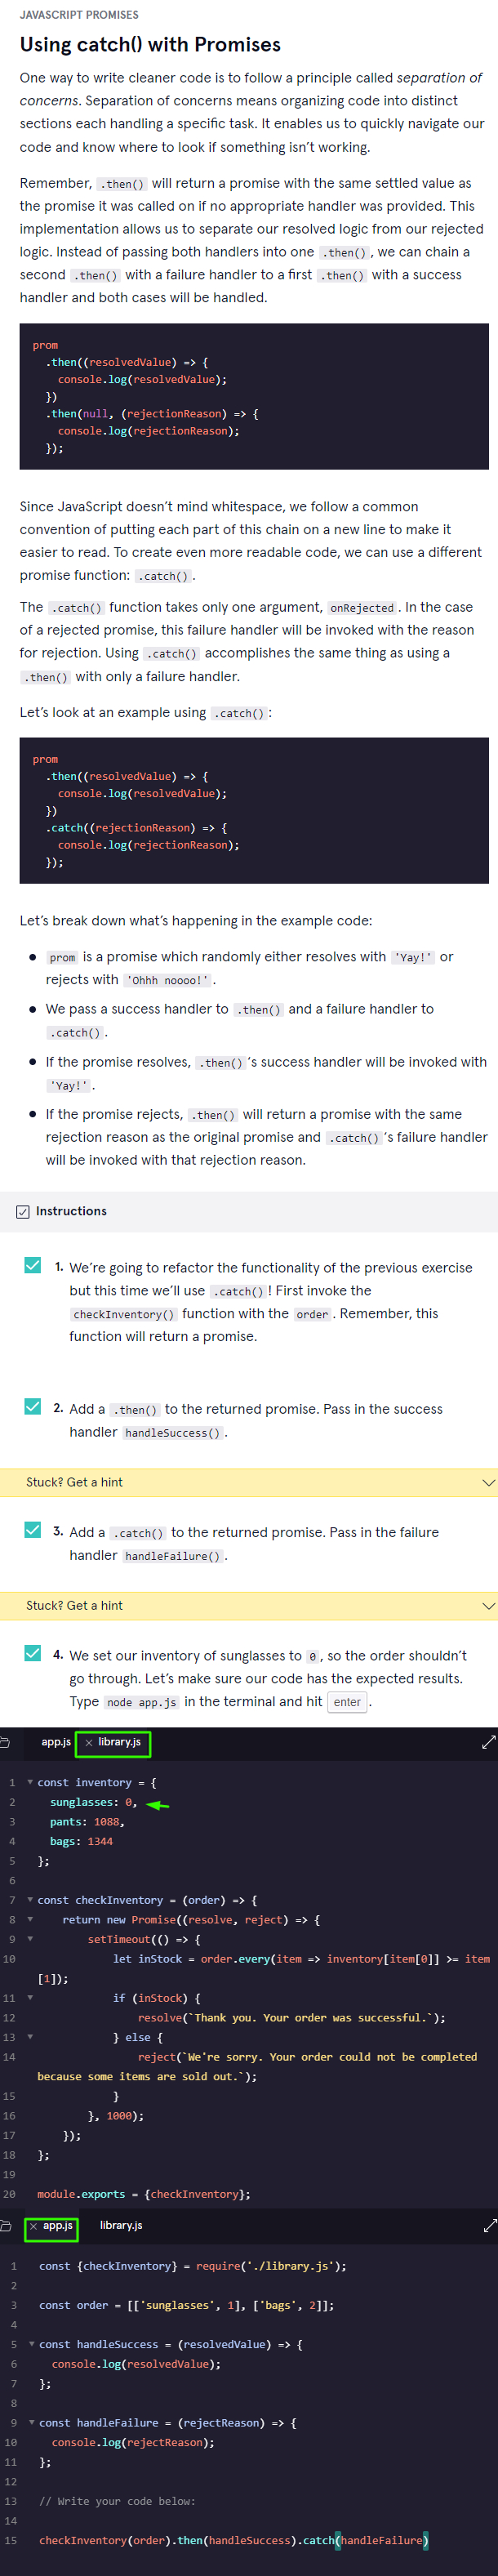 JAVASCRIPT PROMISES
Using catch() with Promises
One way to write cleaner code is to follow a principle called separation of
concerns. Separation of concerns means organizing code into distinct
sections each handling a specific task. It enables us to quickly navigate our
code and know where to look if something isn't working.
Remember, .then() will return a promise with the same settled value as
the promise it was called on if no appropriate handler was provided. This
implementation allows us to separate our resolved logic from our rejected
logic. Instead of passing both handlers into one .then(), we can chain a
second .then() with a failure handler to a first .then() with a success
handler and both cases will be handled.
prom
.then((resolvedValue) => {
console.log(resolvedValue);
})
.then(null, (rejectionReason) => {
console.log(rejectionReason);
});
Since JavaScript doesn't mind whitespace, we follow a common
convention of putting each part of this chain on a new line to make it
easier to read. To create even more readable code, we can use a different
promise function: .catch().
The .catch() function takes only one argument, onRejected. In the case
of a rejected promise, this failure handler will be invoked with the reason
for rejection. Using .catch() accomplishes the same thing as using a
.then() with only a failure handler.
Let's look at an example using .catch():
prom
.then((resolvedValue) => {
console.log(resolvedValue);
})
.catch((rejectionReason) => {
console.log(rejectionReason);
});
Let's break down what's happening in the example code:
• prom is a promise which randomly either resolves with 'Yay!' or
rejects with 'Ohhh noooo!'.
• We pass a success handler to .then() and a failure handler to
.catch().
• If the promise resolves, .then()'s success handler will be invoked with
'Yay!'.
• If the promise rejects, .then() will return a promise with the same
rejection reason as the original promise and .catch()'s failure handler
will be invoked with that rejection reason.
Instructions
1. We're going to refactor the functionality of the previous exercise
but this time we'll use .catch()! First invoke the
checkInventory() function with the order. Remember, this
function will return a promise.
2. Add a .then() to the returned promise. Pass in the success
handler handleSuccess().
Stuck? Get a hint
3. Add a .catch() to the returned promise. Pass in the failure
handler handleFailure().
Stuck? Get a hint
4. We set our inventory of sunglasses to 0, so the order shouldn't
go through. Let's make sure our code has the expected results.
Type node app.js in the terminal and hit enter.
app.js × library.js
1 const inventory = {
2 sunglasses: 0,
3 pants: 1088,
4 bags: 1344
5 };
6
7 const checkInventory = (order) => {
8 return new Promise((resolve, reject) => {
9 setTimeout(() => {
10 let inStock = order.every(item => inventory[item[0]] >= item
[1]);
11 if (inStock) {
12 resolve(`Thank you. Your order was successful.`);
13 } else {
14 reject(`We're sorry. Your order could not be completed
because some items are sold out.`);
15 }
16 }, 1000);
17 });
18 };
19
20 module.exports = {checkInventory};
× app.js library.js
1 const {checkInventory} = require('./library.js');
2
3 const order = [['sunglasses', 1], ['bags', 2]];
4
5 const handleSuccess = (resolvedValue) => {
6 console.log(resolvedValue);
7 };
8
9 const handleFailure = (rejectReason) => {
10 console.log(rejectReason);
11 };
12
13 // Write your code below:
14
15 checkInventory(order).then(handleSuccess).catch(handleFailure)